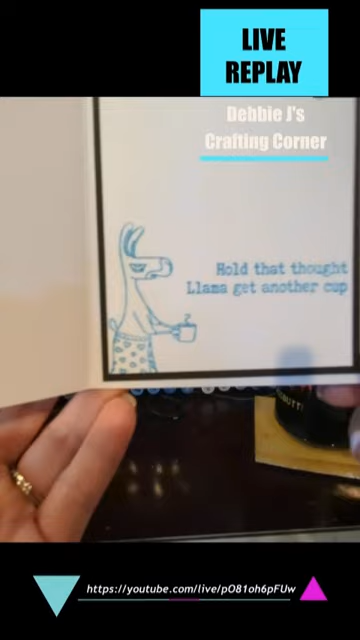 LIVE
REPLAY
Debbie J's
Crafting Corner
Hold that thought
Llama get another cup
https://youtube.com/live/pO81oh6pFUw